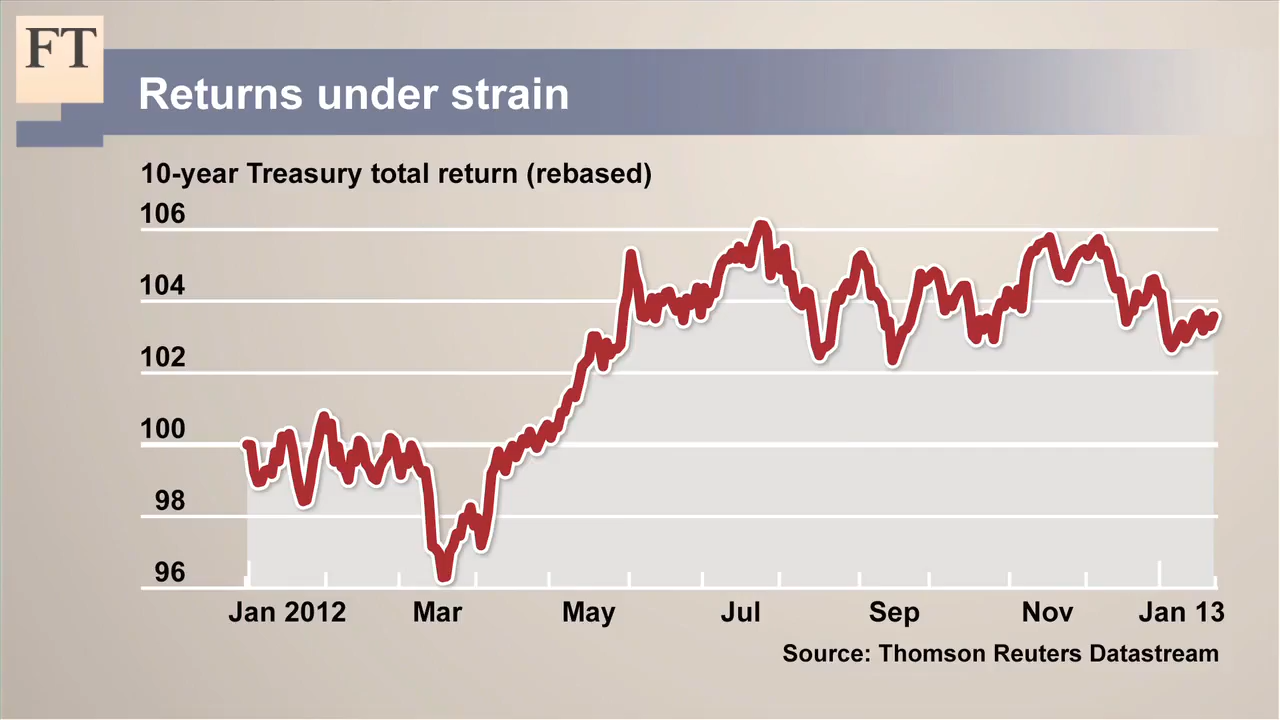 FT
Returns under strain
10-year Treasury total return (rebased)
106
104
102
100
98
96
Jan 2012 Mar May Jul Sep Nov Jan 13
Source: Thomson Reuters Datastream